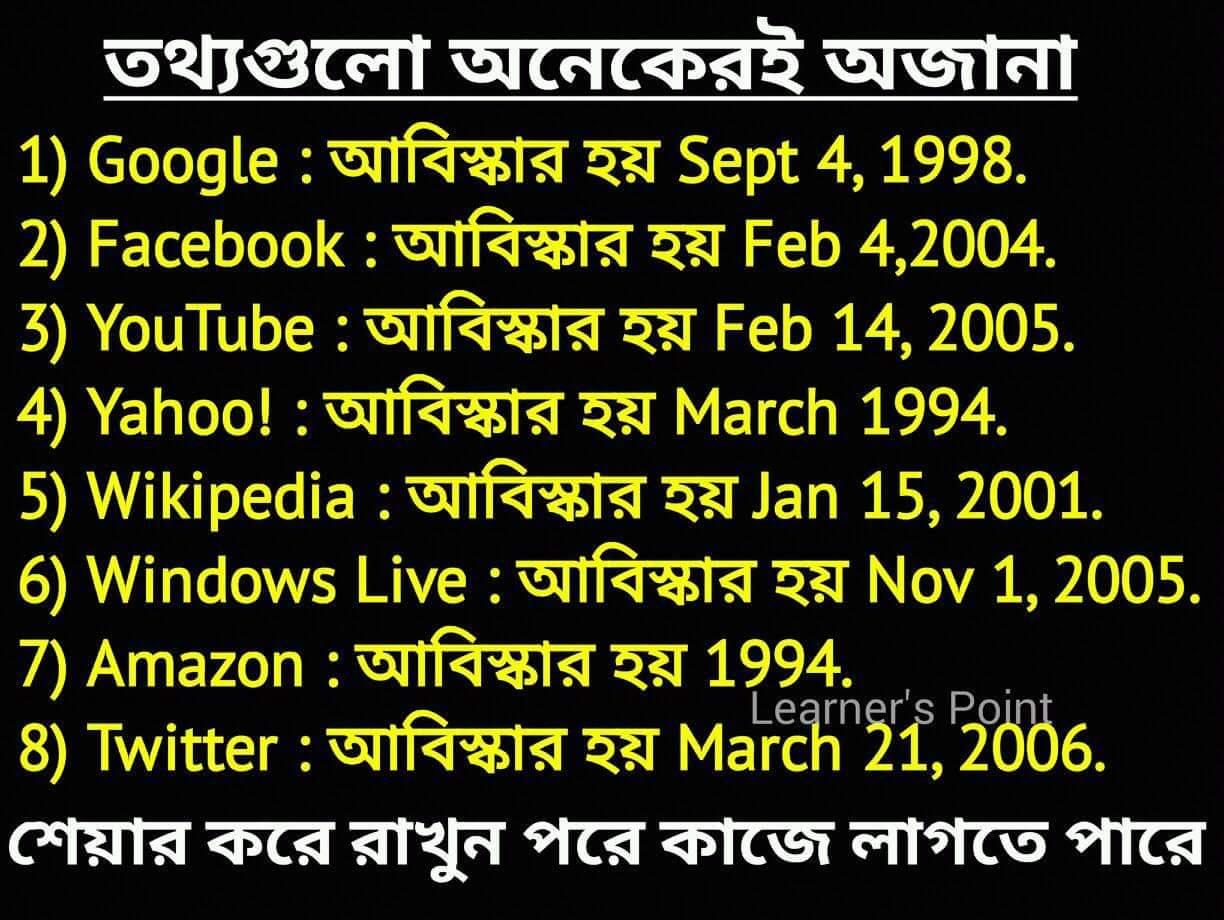 তথ্যগুলো অনেকেরই অজানা
1) Google : আবিস্কার হয় Sept 4, 1998.
2) Facebook : আবিস্কার হয় Feb 4,2004.
3) YouTube : আবিস্কার হয় Feb 14, 2005.
4) Yahoo! : আবিস্কার হয় March 1994.
5) Wikipedia : আবিস্কার হয় Jan 15, 2001.
6) Windows Live : আবিস্কার হয় Nov 1, 2005.
7) Amazon : আবিস্কার হয় 1994.
Learner's Point
8) Twitter : আবিস্কার হয় March 21, 2006.
শেয়ার করে রাখুন পরে কাজে লাগতে পারে